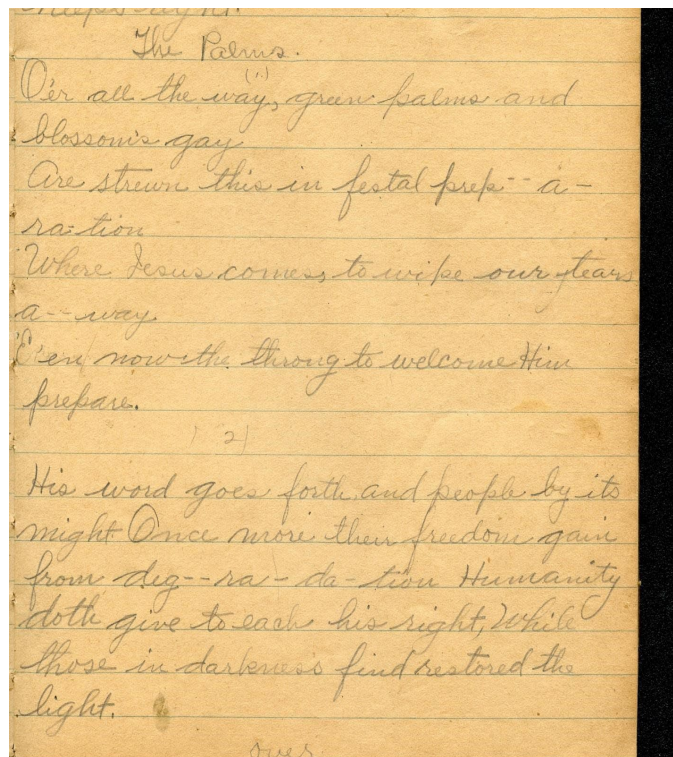 The Palms.
(1)
O'er all the way, green palms and
blossoms gay
Are strewn this in festal prep-- a-
ra-tion
Where Jesus comes, to wipe our tears
a-- way.
E'en now the throng to welcome Him
prepare.
2
His word goes forth, and people by its
might Once more their freedom gain
from deg--ra-da-tion Humanity
doth give to each his right, While
those in darkness find restored the
light.
over